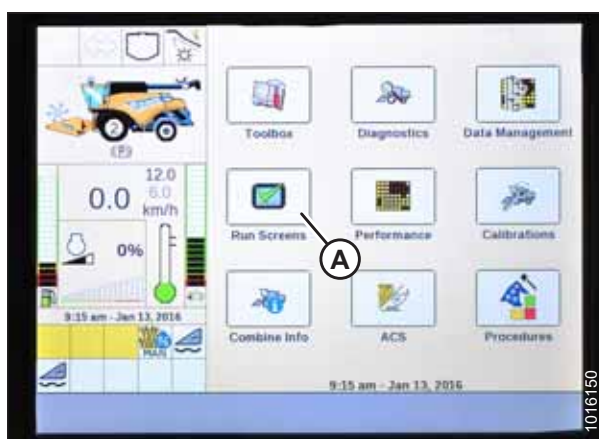 Toolbox
Diagnostics
Data Management
2
(P)
12.0
6.0
0.0 km/h
Run Screens
Performance
Calibrations
A
0%
Combine Info
ACS
Procedures
9:15 am - Jan 13, 2016
MAN
9:15 am - Jan 13, 2016
1016150